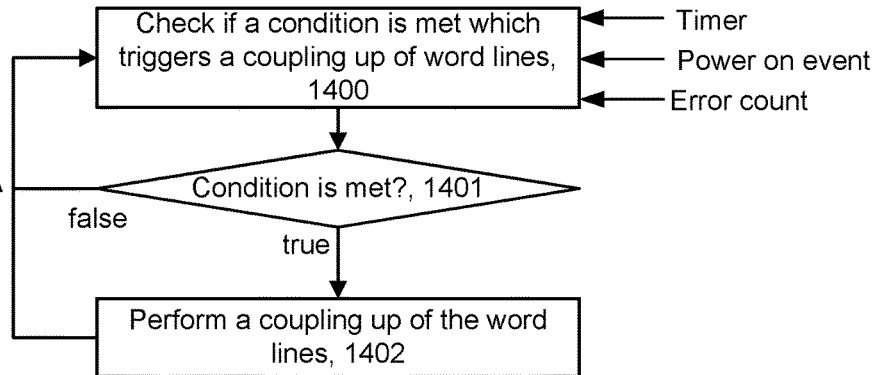 Check if a condition is met which
triggers a coupling up of word lines,
1400
Timer
Power on event
Error count
Condition is met?, 1401
false
true
Perform a coupling up of the word
lines, 1402